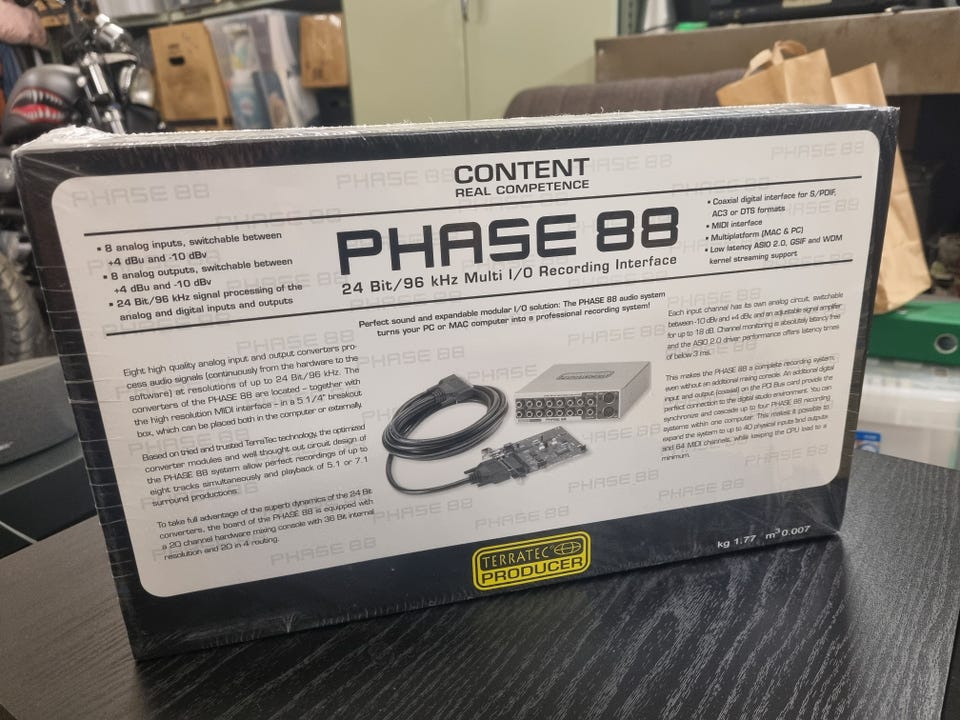 CONTENT
REAL COMPETENCE
▪ 8 analog inputs, switchable between
+4 dBu and -10 dBv
▪ 8 analog outputs, switchable between
+4 dBu and -10 dBv
▪ 24 Bit/96 kHz signal processing of the
analog and digital inputs and outputs
PHASE 88
24 Bit/96 kHz Multi I/O Recording Interface
▪ Coaxial digital interface for S/PDIF,
AC3 or DTS formats
▪ MIDI interface
▪ Multiplatform (MAC & PC)
▪ Low latency ASIO 2.0, GSIF and WDM
kernel streaming support
Perfect sound and expandable modular I/O solution: The PHASE 88 audio system
turns your PC or MAC computer into a professional recording system!
Eight high quality analog input and output converters pro-
cess audio signals (continuously from the hardware to the
software) at resolutions of up to 24 Bit/96 kHz. The
converters of the PHASE 88 are located – together with
the high resolution MIDI interface – in a 5 1/4" breakout
box, which can be placed both in the computer or externally.
Based on tried and trusted TerraTec technology, the optimized
converter modules and well thought out circuit design of
the PHASE 88 system allow perfect recordings of up to
eight tracks simultaneously and playback of 5.1 or 7.1
surround productions.
To take full advantage of the superb dynamics of the 24 Bit
converters, the board of the PHASE 88 is equipped with
a 20 channel hardware mixing console with 36 Bit internal
resolution and 20 in 4 routing.
Each input channel has its own analog circuit, switchable
between -10 dBv and +4 dBu, and an adjustable signal amplifier
for up to 18 dB. Channel monitoring is absolutely latency free
and the ASIO 2.0 driver performance offers latency times
of below 3 ms.
This makes the PHASE 88 a complete recording system,
even without an additional mixing console. An additional digital
input and output (coaxial) on the PCI Bus card provide the
perfect connection to the digital studio environment. You can
synchronize and cascade up to four PHASE 88 recording
systems within one computer. This makes it possible to
expand the system to up to 40 physical inputs and outputs
and 64 MIDI channels, while keeping the CPU load to a
minimum.
TERRATEC
PRODUCER
kg 1.77 m³ 0.007